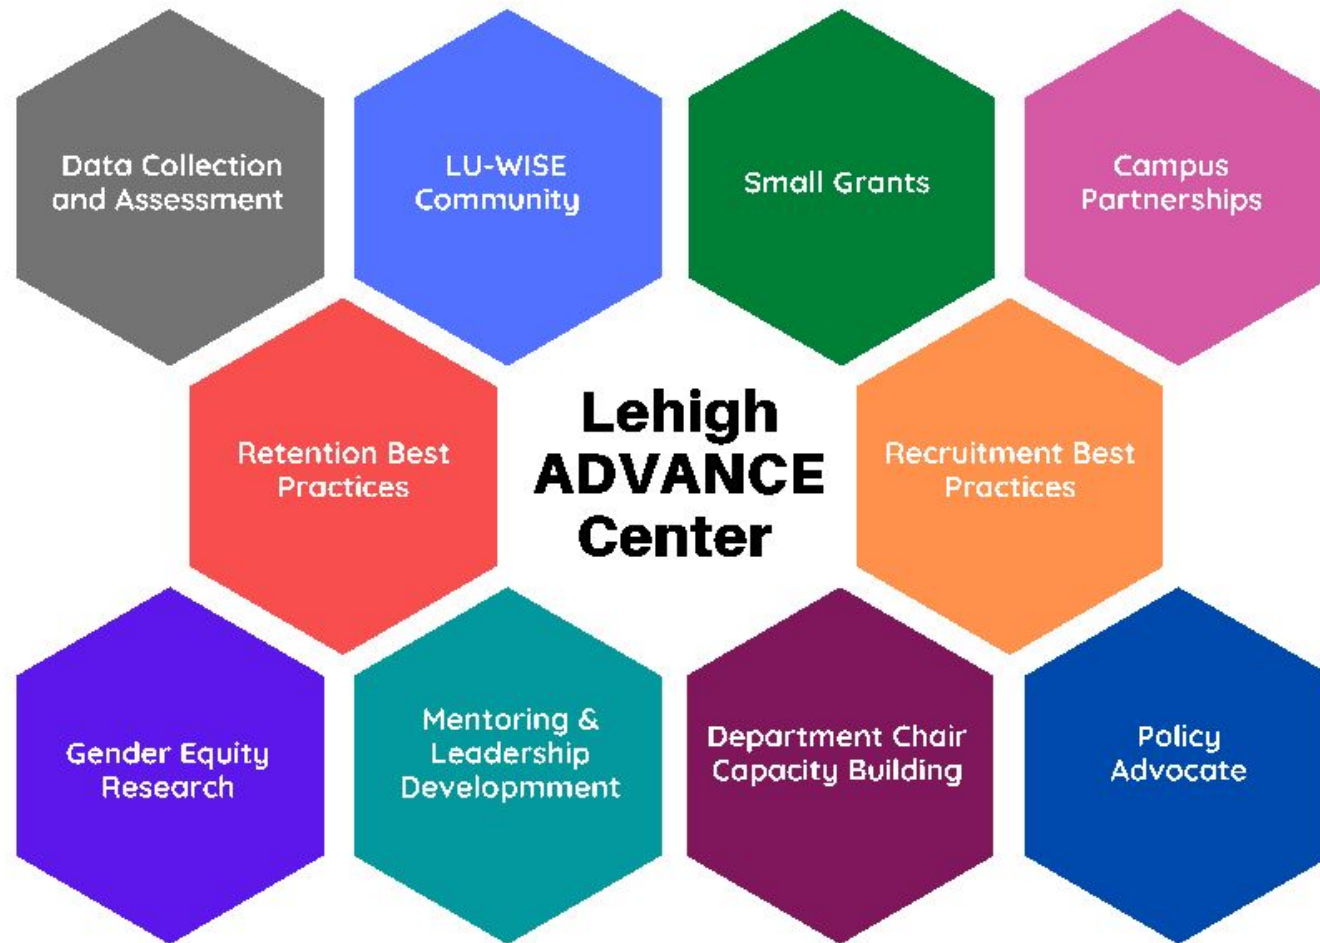 Data Collection
and Assessment
LU-WISE
Community
Small Grants
Campus
Partnerships
Retention Best
Practices
Lehigh
ADVANCE
Center
Recruitment Best
Practices
Gender Equity
Research
Mentoring &
Leadership
Developmment
Department Chair
Capacity Building
Policy
Advocate